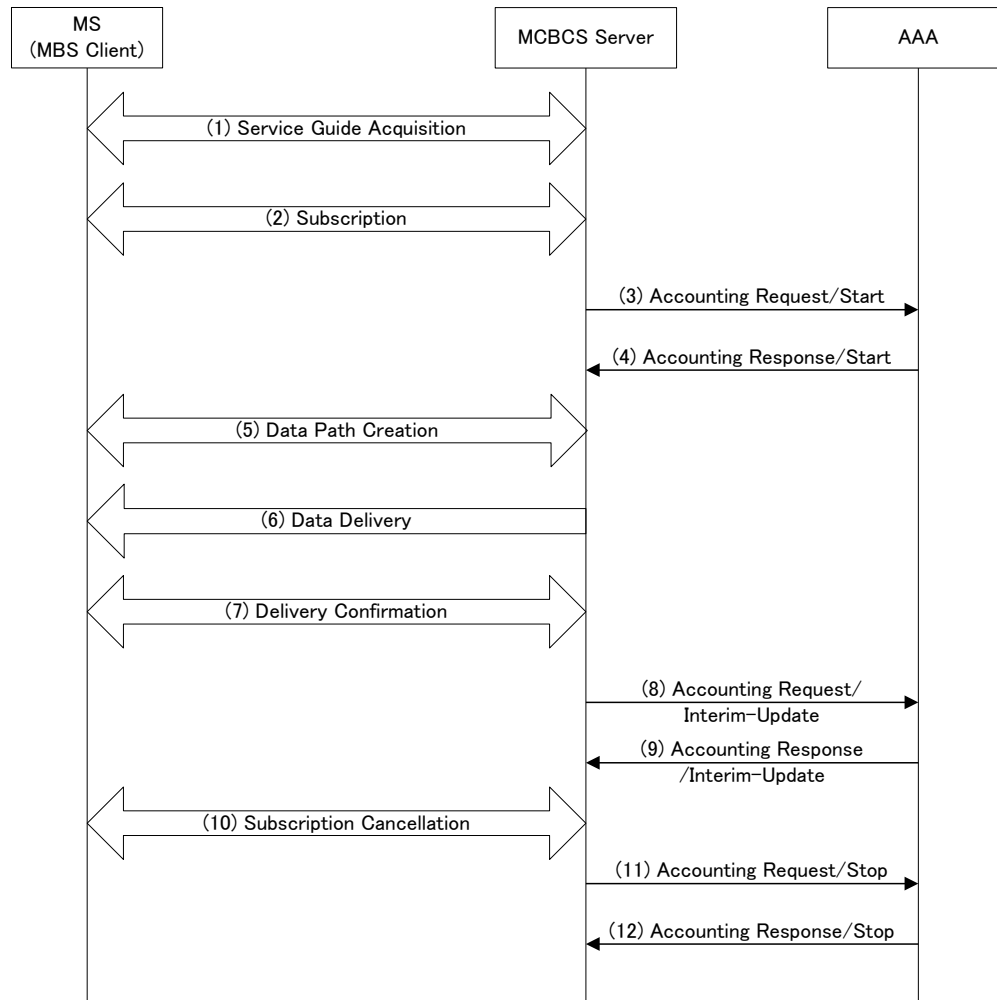 MS
(MBS Client)
MCBCS Server
AAA
(1) Service Guide Acquisition
(2) Subscription
(3) Accounting Request/Start
(4) Accounting Response/Start
(5) Data Path Creation
(6) Data Delivery
(7) Delivery Confirmation
(8) Accounting Request/
Interim-Update
(9) Accounting Response
/Interim-Update
(10) Subscription Cancellation
(11) Accounting Request/Stop
(12) Accounting Response/Stop